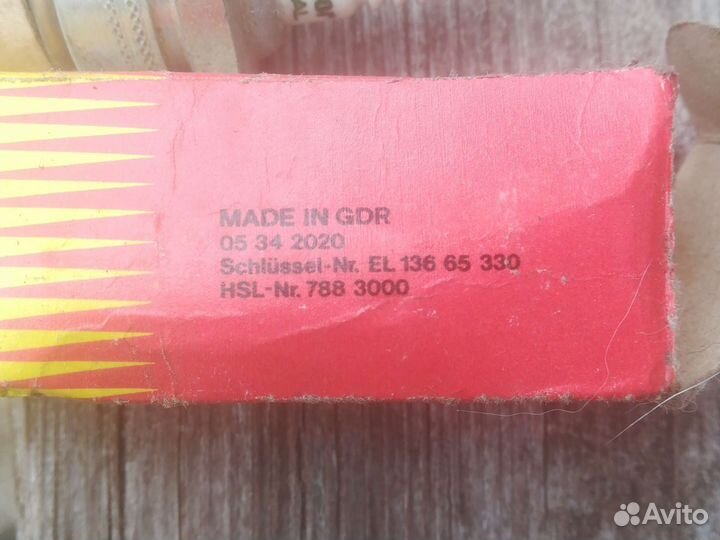 MADE IN GDR
05 34 2020
Schlüssel-Nr. EL 136 65 330
HSL-Nr. 788 3000
Avito